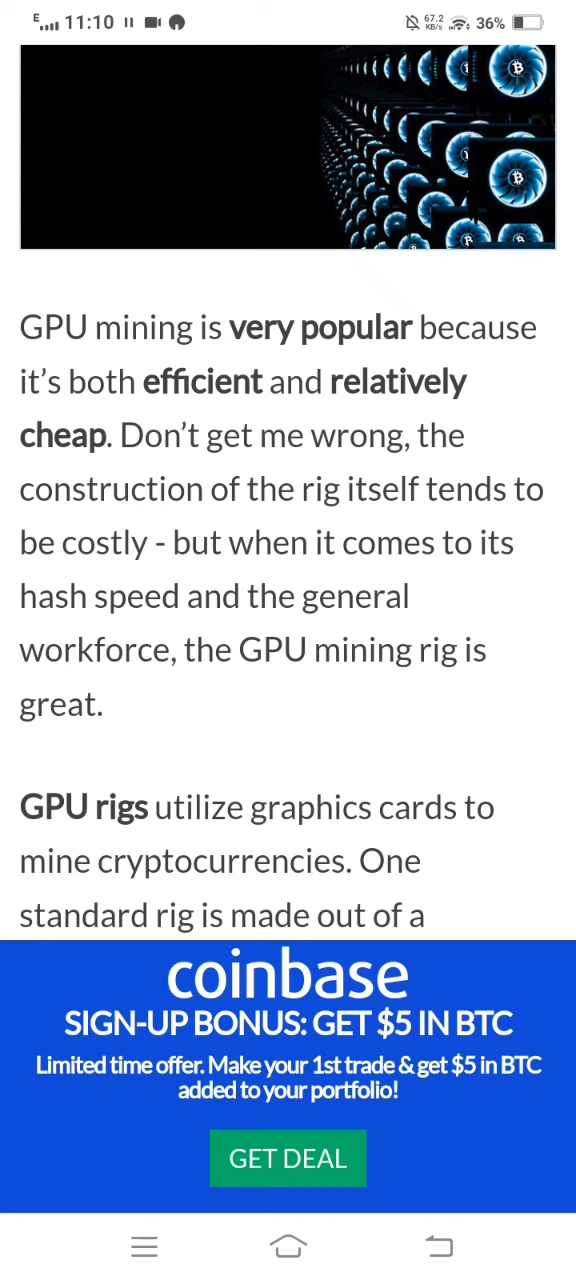 E 11:10
67.2 KB/s 36%
GPU mining is very popular because
it’s both efficient and relatively
cheap. Don’t get me wrong, the
construction of the rig itself tends to
be costly - but when it comes to its
hash speed and the general
workforce, the GPU mining rig is
great.
GPU rigs utilize graphics cards to
mine cryptocurrencies. One
standard rig is made out of a
coinbase
SIGN-UP BONUS: GET $5 IN BTC
Limited time offer. Make your 1st trade & get $5 in BTC
added to your portfolio!
GET DEAL